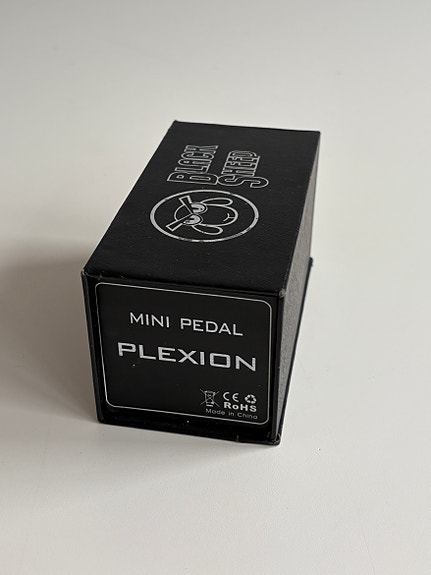 BLACK
SHEEP
MINI PEDAL
PLEXION
CE
RoHS
Made in China